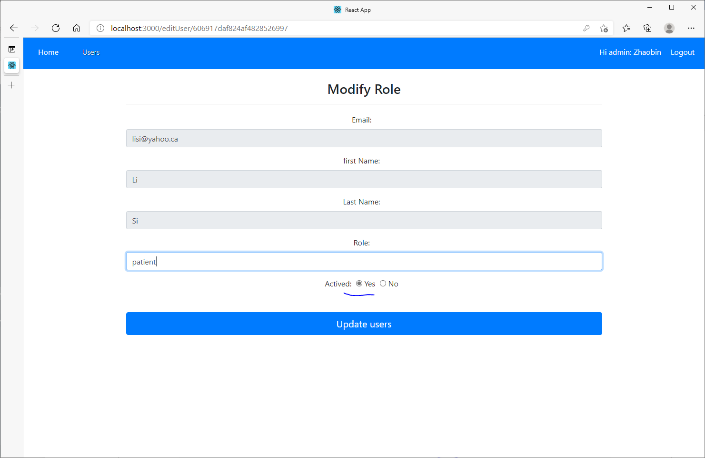 React App
localhost:3000/editUser/606917daf824af4828526997
Home Users Hi admin: Zhaobin Logout
Modify Role
Email:
lisi@yahoo.ca
first Name:
Li
Last Name:
Si
Role:
patient
Actived: Yes No
Update users